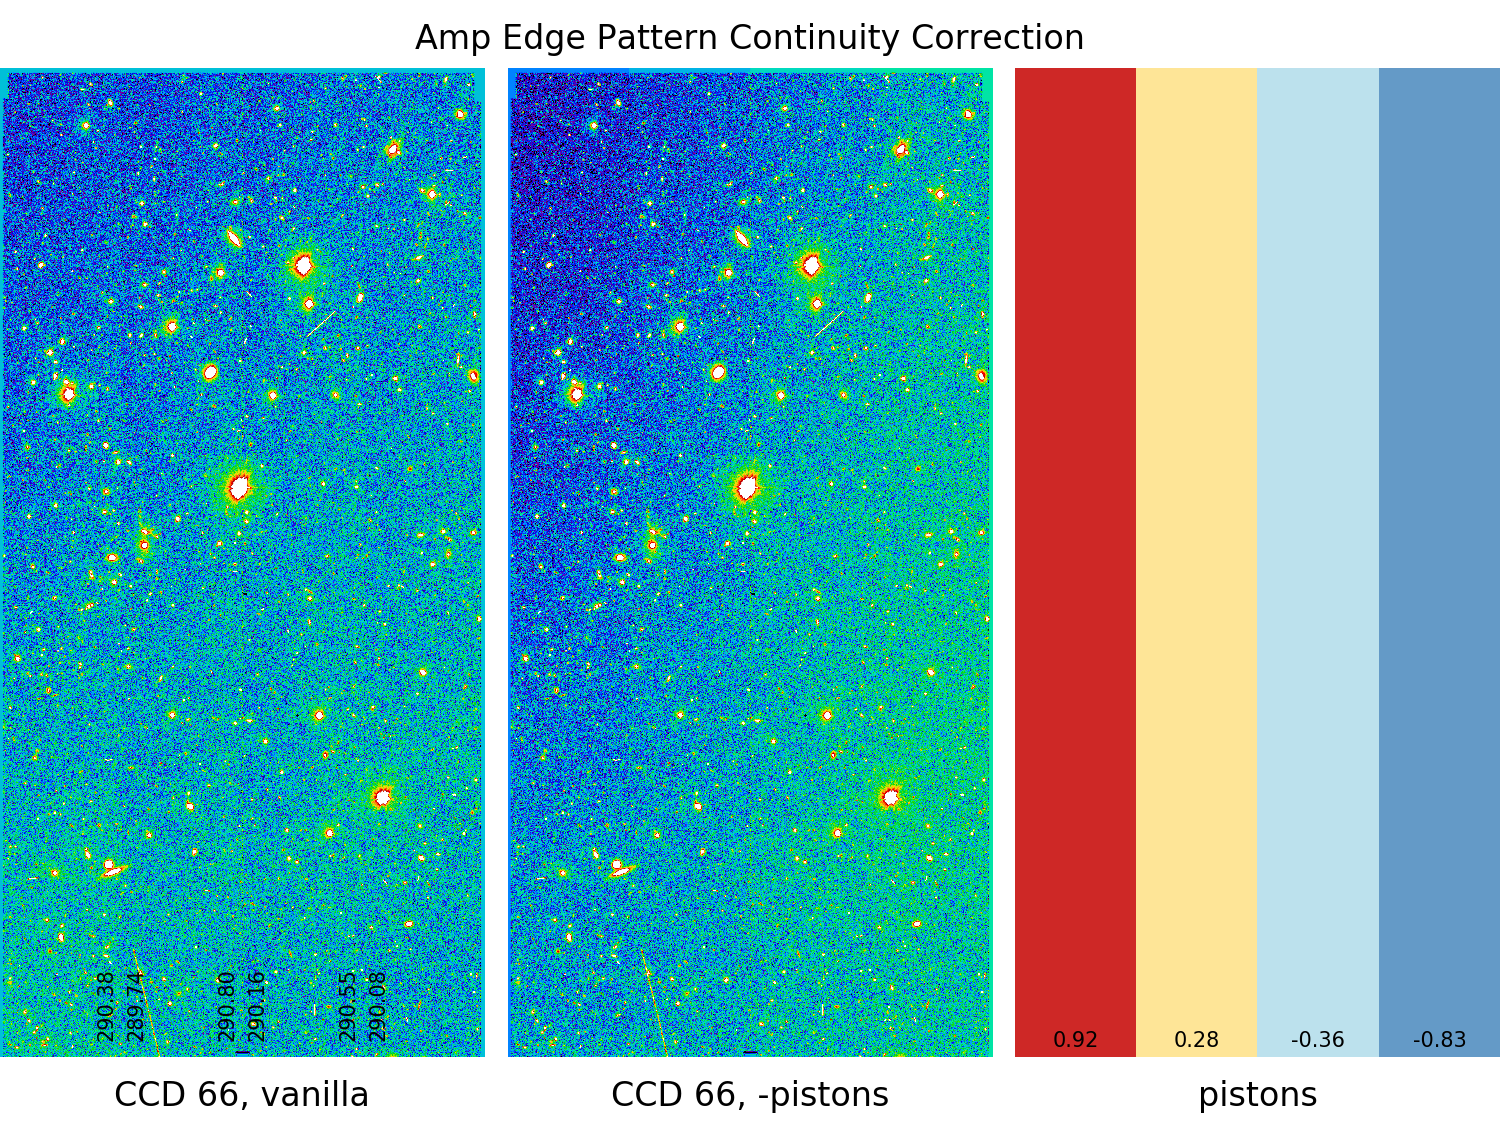 Amp Edge Pattern Continuity Correction
290.38
289.74
290.80
290.16
290.55
290.08
0.92
0.28
-0.36
-0.83
CCD 66, vanilla
CCD 66, -pistons
pistons